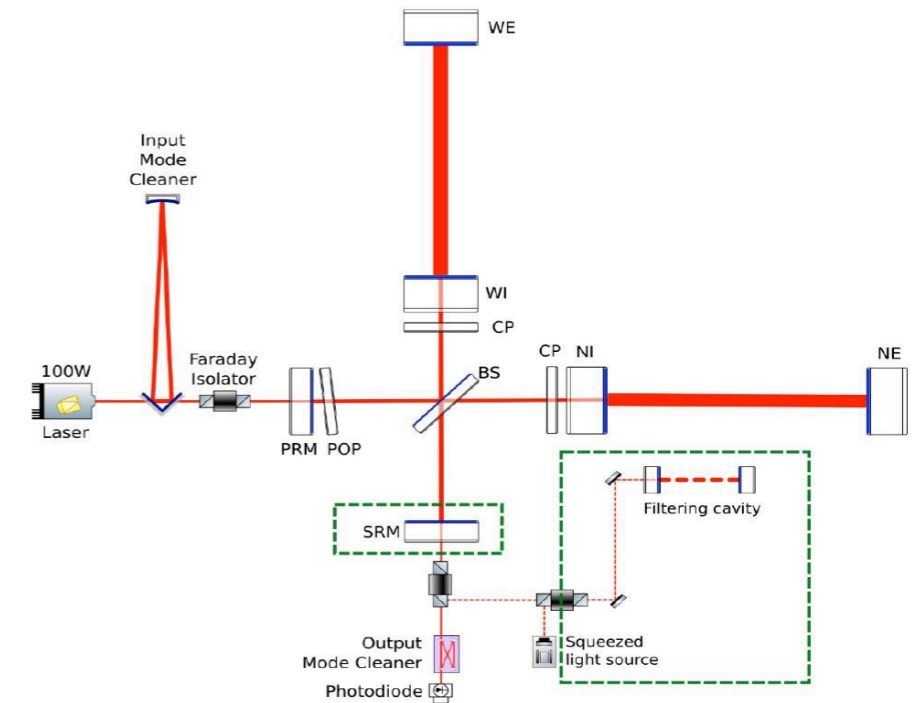 WE
Input
Mode
Cleaner
WI
CP
Faraday
Isolator
100W
Laser
CP
NI
NE
BS
PRM
POP
Filtering cavity
SRM
Output
Mode Cleaner
Squeezed
light source
Photodiode